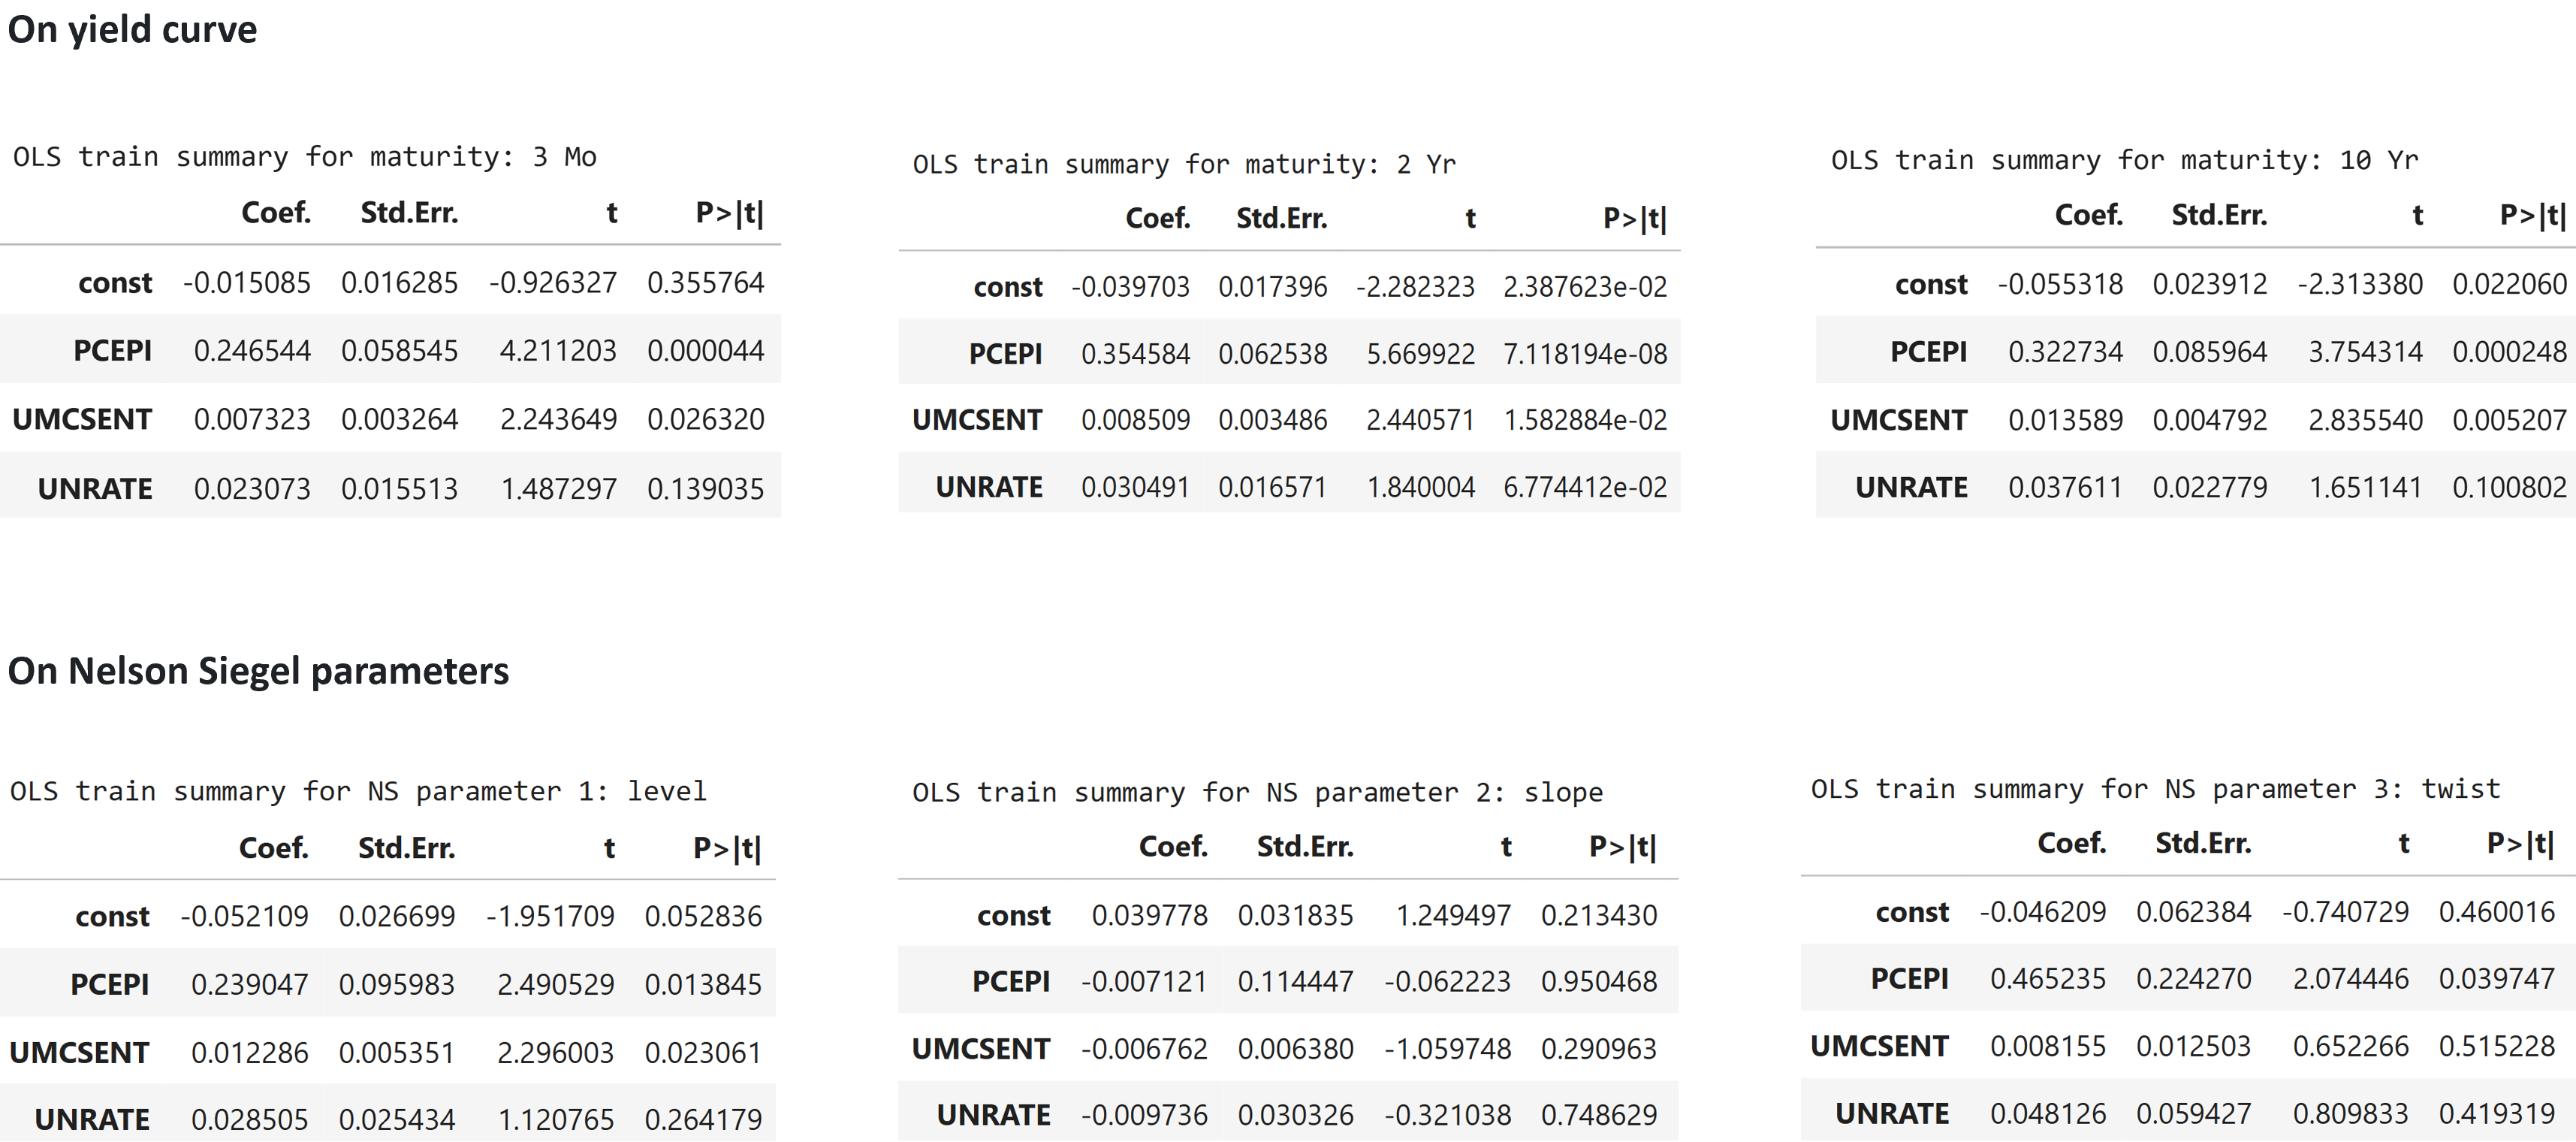 On yield curve
OLS train summary for maturity: 3 Mo
Coef. Std.Err. t P>|t|
const -0.015085 0.016285 -0.926327 0.355764
PCEPI 0.246544 0.058545 4.211203 0.000044
UMCSENT 0.007323 0.003264 2.243649 0.026320
UNRATE 0.023073 0.015513 1.487297 0.139035
OLS train summary for maturity: 2 Yr
Coef. Std.Err. t P>|t|
const -0.039703 0.017396 -2.282323 2.387623e-02
PCEPI 0.354584 0.062538 5.669922 7.118194e-08
UMCSENT 0.008509 0.003486 2.440571 1.582884e-02
UNRATE 0.030491 0.016571 1.840004 6.774412e-02
OLS train summary for maturity: 10 Yr
Coef. Std.Err. t P>|t|
const -0.055318 0.023912 -2.313380 0.022060
PCEPI 0.322734 0.085964 3.754314 0.000248
UMCSENT 0.013589 0.004792 2.835540 0.005207
UNRATE 0.037611 0.022779 1.651141 0.100802
On Nelson Siegel parameters
OLS train summary for NS parameter 1: level
Coef. Std.Err. t P>|t|
const -0.052109 0.026699 -1.951709 0.052836
PCEPI 0.239047 0.095983 2.490529 0.013845
UMCSENT 0.012286 0.005351 2.296003 0.023061
UNRATE 0.028505 0.025434 1.120765 0.264179
OLS train summary for NS parameter 2: slope
Coef. Std.Err. t P>|t|
const 0.039778 0.031835 1.249497 0.213430
PCEPI -0.007121 0.114447 -0.062223 0.950468
UMCSENT -0.006762 0.006380 -1.059748 0.290963
UNRATE -0.009736 0.030326 -0.321038 0.748629
OLS train summary for NS parameter 3: twist
Coef. Std.Err. t P>|t|
const -0.046209 0.062384 -0.740729 0.460016
PCEPI 0.465235 0.224270 2.074446 0.039747
UMCSENT 0.008155 0.012503 0.652266 0.515228
UNRATE 0.048126 0.059427 0.809833 0.419319